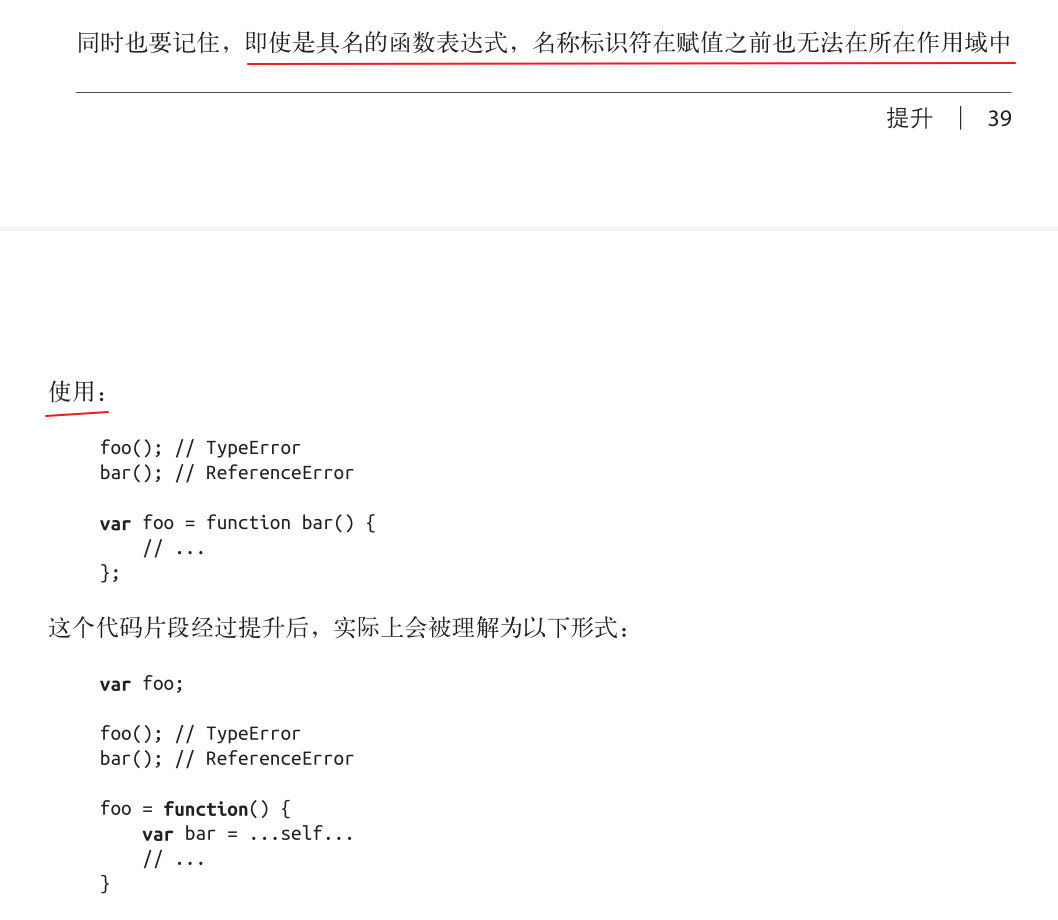 同时也要记住，即使是具名的函数表达式，名称标识符在赋值之前也无法在所在作用域中
提升 | 39
使用：
foo(); // TypeError
bar(); // ReferenceError
var foo = function bar() {
// ...
};
这个代码片段经过提升后，实际上会被理解为以下形式：
var foo;
foo(); // TypeError
bar(); // ReferenceError
foo = function() {
var bar = ...self...
// ...
}